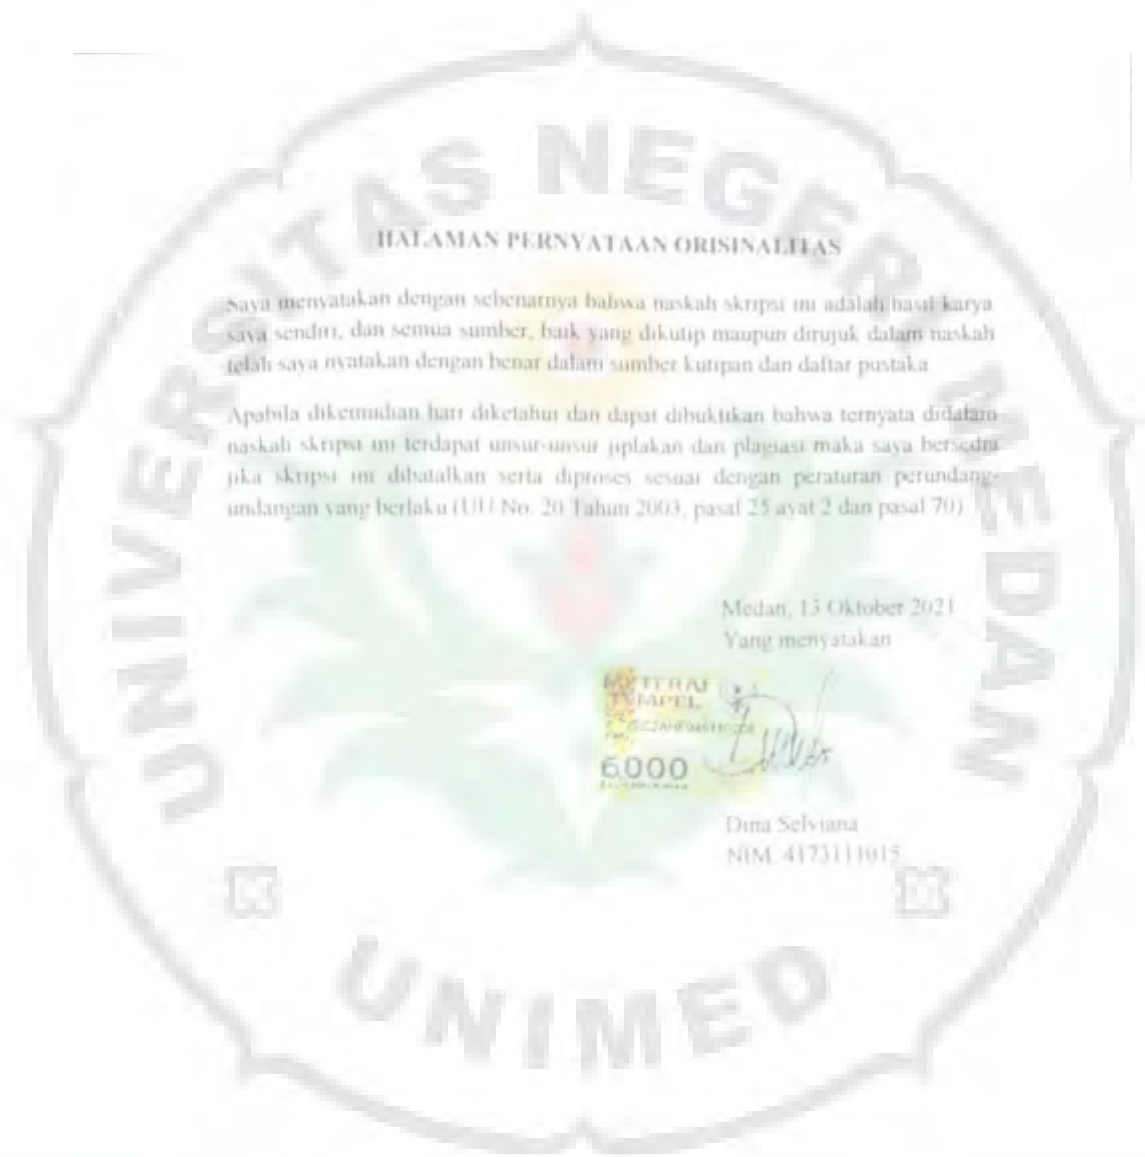 UNIVERSITAS NEGERI MEDAN
HALAMAN PERNYATAAN ORISINALITAS
Saya menyatakan dengan sebenarnya bahwa naskah skripsi ini adalah hasil karya
saya sendiri, dan semua sumber, baik yang dikutip maupun dirujuk dalam naskah
telah saya nyatakan dengan benar dalam sumber kutipan dan daftar pustaka
Apabila dikemudian hari diketahui dan dapat dibuktikan bahwa ternyata didalam
naskah skripsi ini terdapat unsur-unsur jiplakan dan plagiasi maka saya bersedia
jika skripsi ini dibatalkan serta diproses sesuai dengan peraturan perundang-
undangan yang berlaku (UU No. 20 Tahun 2003, pasal 25 ayat 2 dan pasal 70)
Medan, 13 Oktober 2021
Yang menyatakan
METERAI
TEMPEL
6000
Dina Selviana
NIM. 4173111015
UNIMED